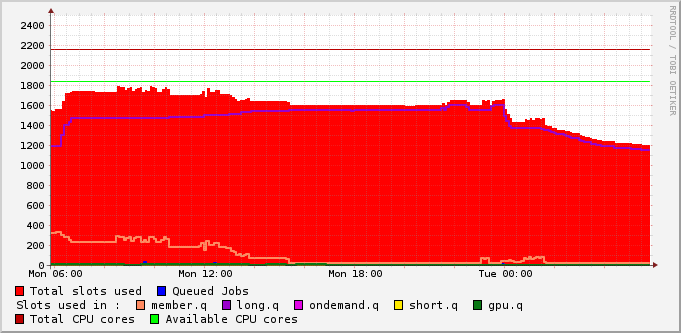 RRDTOOL / TOBI OETIKER
2400
2200
2000
1800
1600
1400
1200
1000
800
600
400
200
0
Mon 06:00 Mon 12:00 Mon 18:00 Tue 00:00
Total slots used Queued Jobs
Slots used in : member.q long.q ondemand.q short.q gpu.q
Total CPU cores Available CPU cores